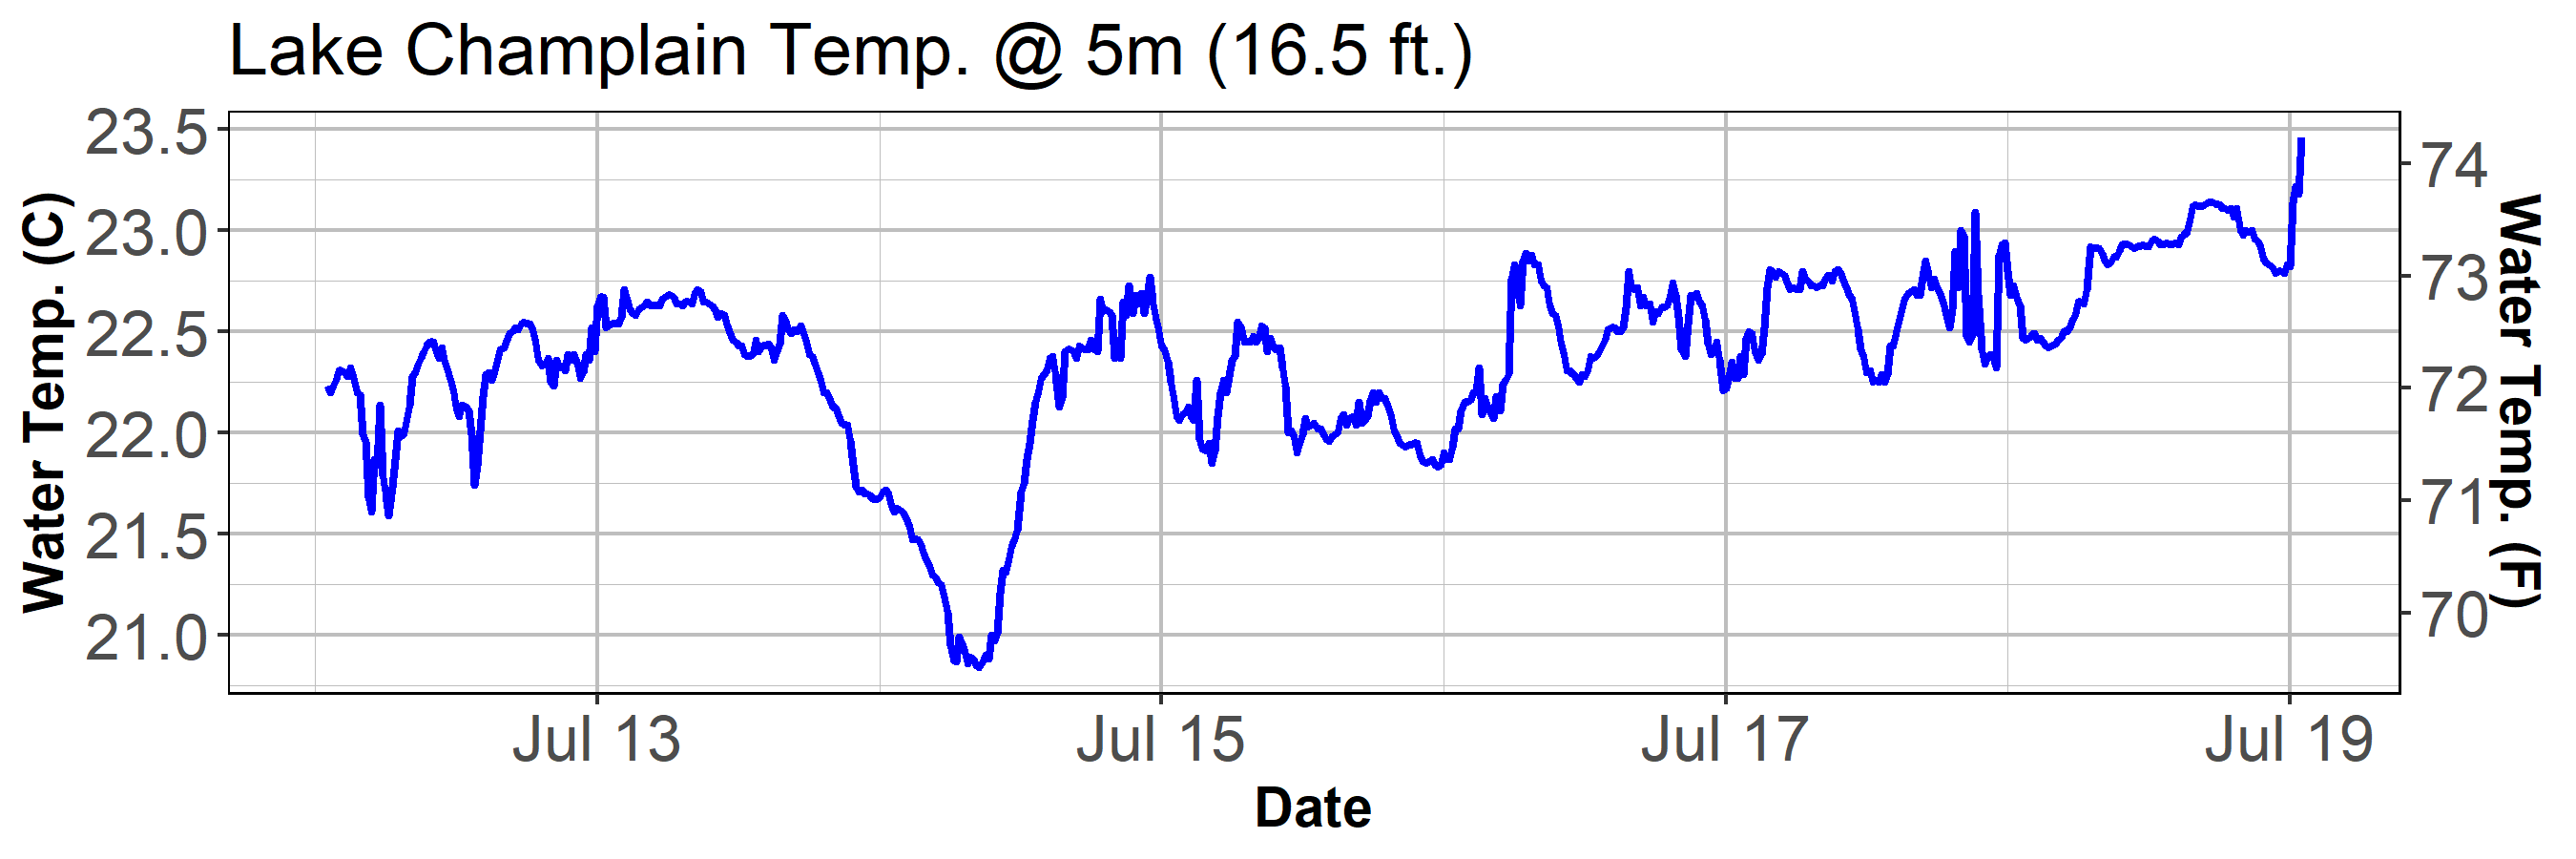 Lake Champlain Temp. @ 5m (16.5 ft.)
Water Temp. (C)
23.5
23.0
22.5
22.0
21.5
21.0
74
73
72
71
70
Water Temp. (F)
Jul 13
Jul 15
Jul 17
Jul 19
Date